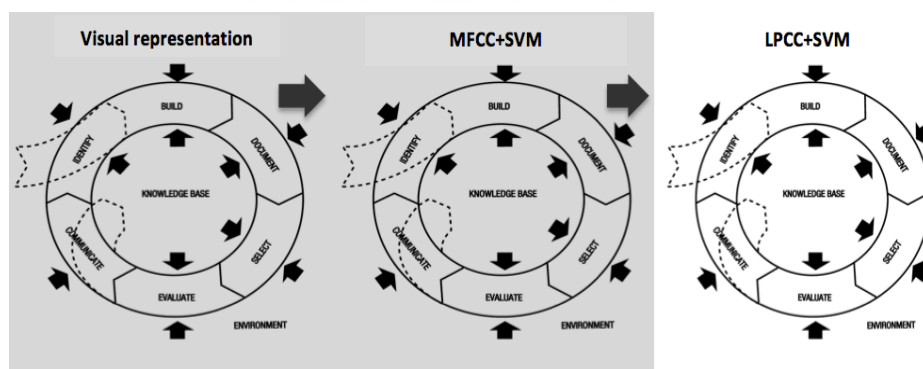 Visual representation
MFCC+SVM
LPCC+SVM
BUILD
IDENTIFY
DOCUMENT
KNOWLEDGE BASE
COMMUNICATE
SELECT
EVALUATE
ENVIRONMENT
BUILD
IDENTIFY
DOCUMENT
KNOWLEDGE BASE
COMMUNICATE
SELECT
EVALUATE
ENVIRONMENT
BUILD
IDENTIFY
DOCUMENT
KNOWLEDGE BASE
COMMUNICATE
SELECT
EVALUATE
ENVIRONMENT